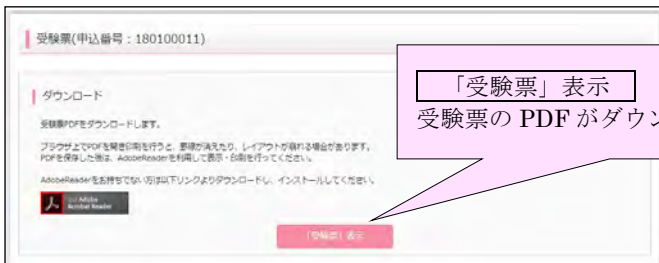 受験票(申込番号：180100011)
ダウンロード
受験票PDFをダウンロードします。
ブラウザ上でPDFを開き印刷を行うと、罫線が消えたり、レイアウトが崩れる場合があります。
PDFを保存した後は、AdobeReaderを利用して表示・印刷を行ってください。
AdobeReaderをお持ちでない方は以下リンクよりダウンロードし、インストールしてください。
Adobe
Acrobat Reader
「受験票」表示
「受験票」表示
受験票の PDF がダウン